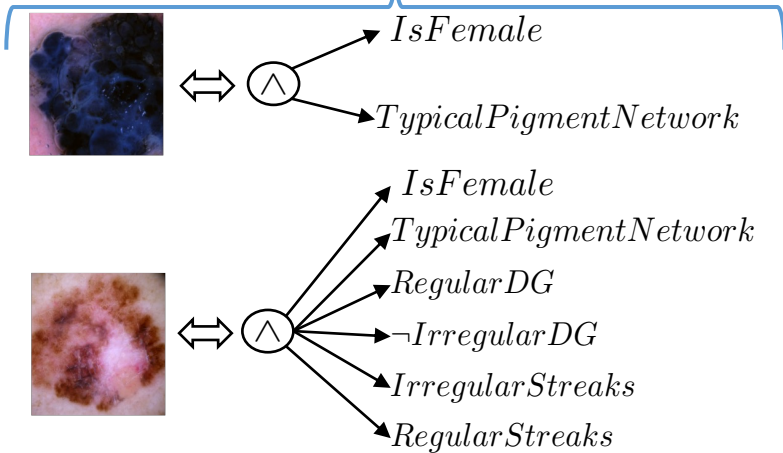 IsFemale
∧
TypicalPigmentNetwork
IsFemale
TypicalPigmentNetwork
RegularDG
∧
¬IrregularDG
IrregularStreaks
RegularStreaks